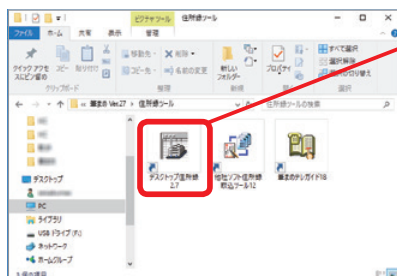 ピクチャ ツール
住所録ツール
ファイル ホーム 共有 表示 管理
クイック アクセスにピン留め
コピー 貼り付け
移動先 削除
コピー先 名前の変更
新しいフォルダー
プロパティ
すべて選択
選択解除
選択の切り替え
クリップボード 整理 新規 開く 選択
筆まめ Ver.27 › 住所録ツール
住所録ツールの検索
デスクトップ
PC
ライブラリ
USB ドライブ (F:)
ネットワーク
ホームグループ
デスクトップ住所録
2.7
他社ソフト住所録
取込ツール12
筆まめテレガイド18
3 個の項目